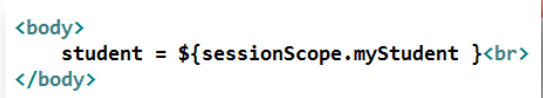 <body>
    student = ${sessionScope.myStudent }<br>
</body>